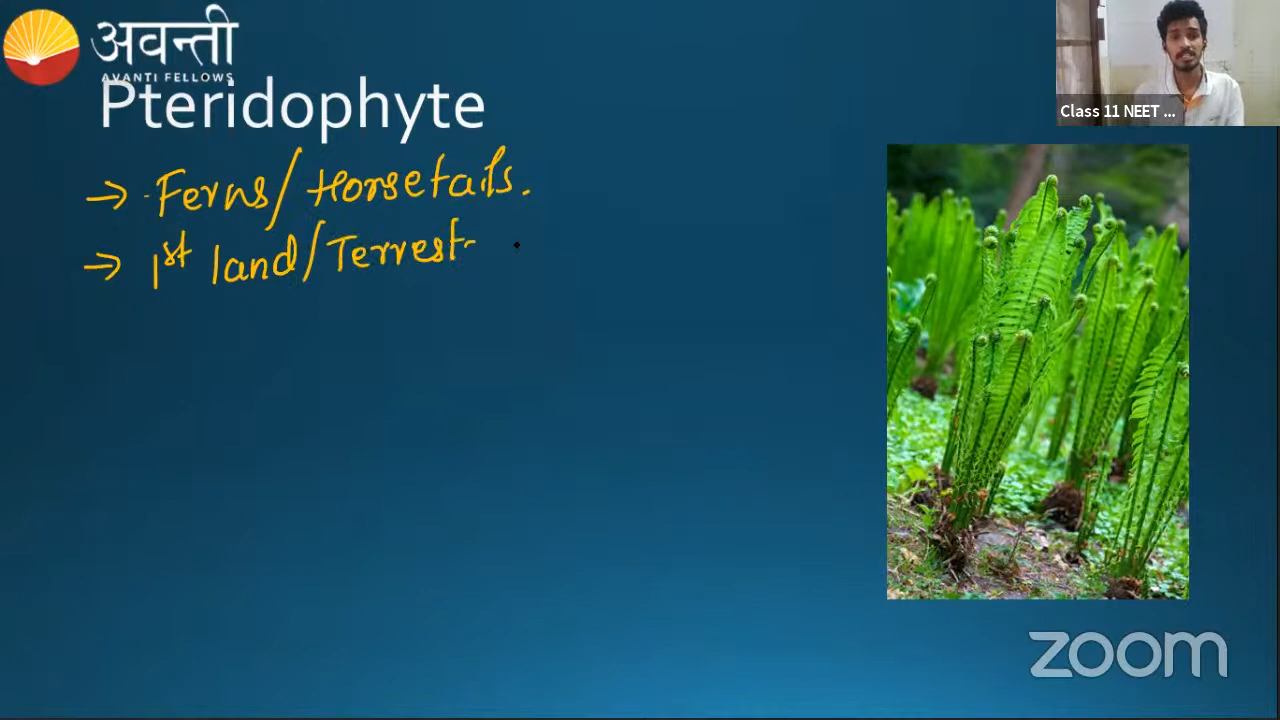 अवन्ती
AVANTI FELLOWS
Pteridophyte
→ Ferns/Horsetails.
→ 1st land/Terrest-
Class 11 NEET ...
zoom